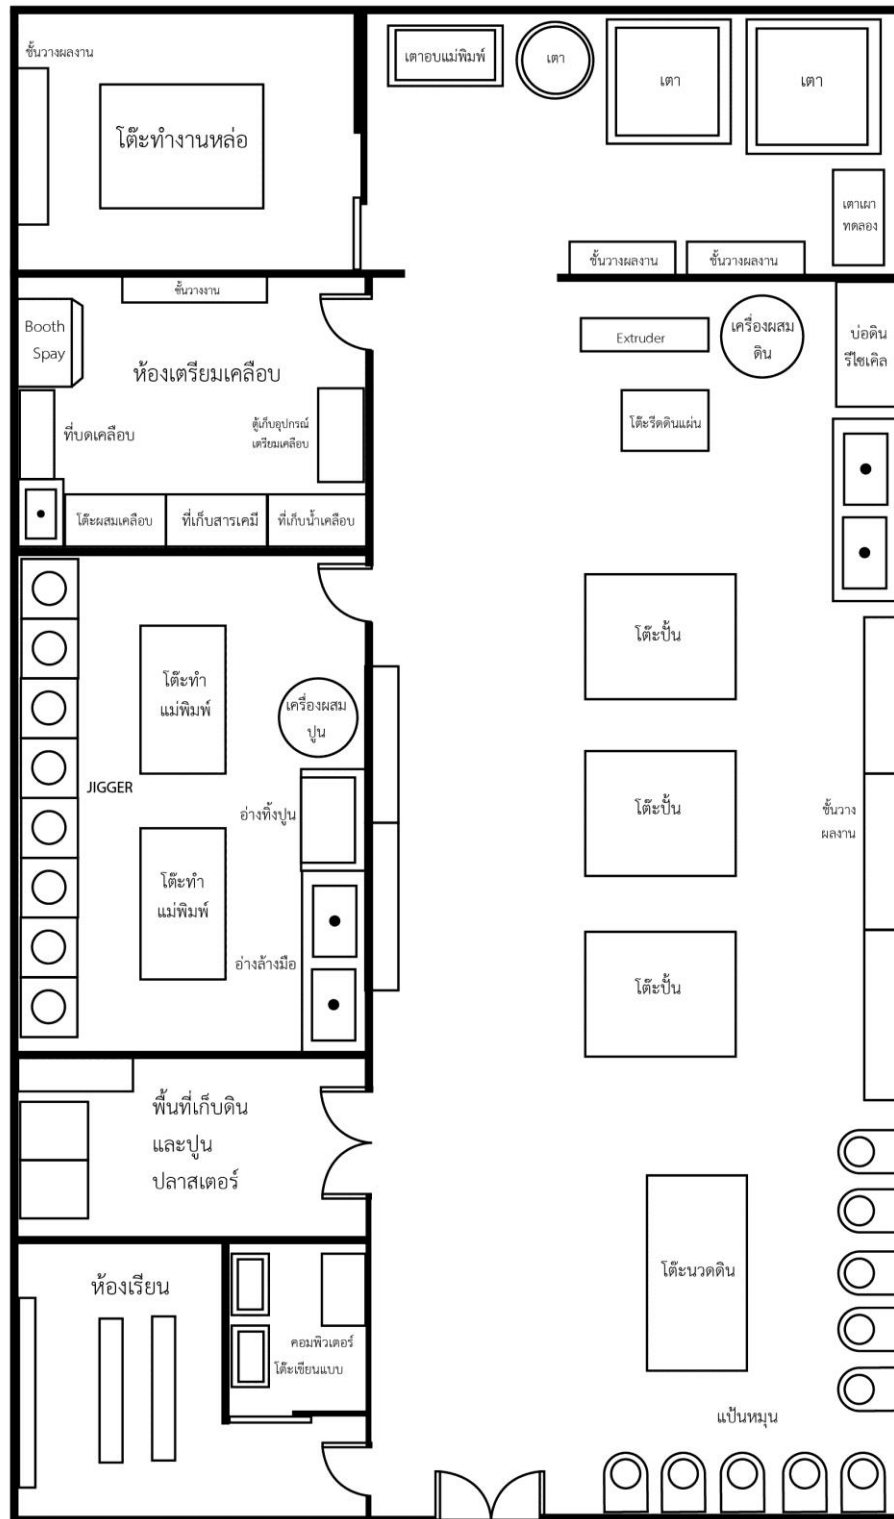 ชั้นวางผลงาน
โต๊ะทำงานหล่อ
เตาอบแม่พิมพ์
เตา
เตา
เตา
เตาเผา
ทดลอง
ชั้นวางผลงาน
ชั้นวางผลงาน
ชั้นวางงาน
Booth
Spay
ห้องเตรียมเคลือบ
ที่บดเคลือบ
ตู้เก็บอุปกรณ์
เตรียมเคลือบ
โต๊ะผสมเคลือบ
ที่เก็บสารเคมี
ที่เก็บน้ำเคลือบ
Extruder
เครื่องผสม
ดิน
บ่อดิน
รีไซเคิล
โต๊ะรีดดินแผ่น
โต๊ะปั้น
โต๊ะปั้น
โต๊ะปั้น
ชั้นวาง
ผลงาน
โต๊ะทำ
แม่พิมพ์
เครื่องผสม
ปูน
JIGGER
อ่างทิ้งปูน
โต๊ะทำ
แม่พิมพ์
อ่างล้างมือ
พื้นที่เก็บดิน
และปูน
ปลาสเตอร์
ห้องเรียน
คอมพิวเตอร์
โต๊ะเขียนแบบ
โต๊ะนวดดิน
แป้นหมุน